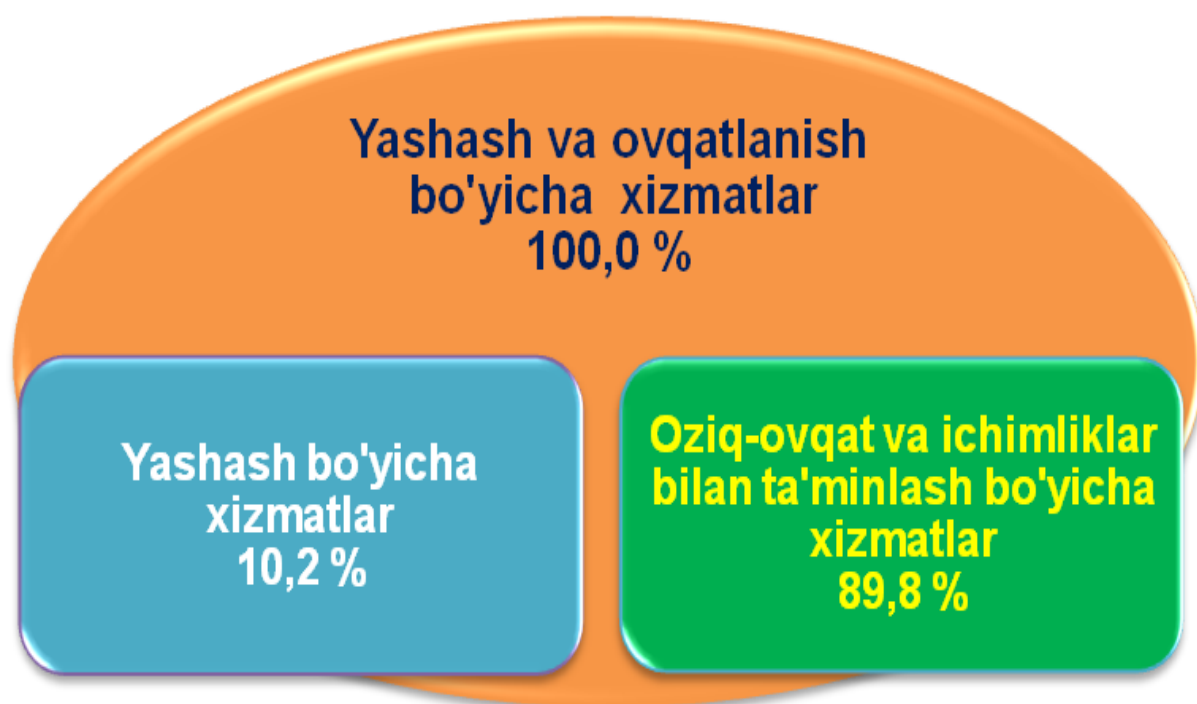 Yashash va ovqatlanish
bo'yicha xizmatlar
100,0 %
Yashash bo'yicha
xizmatlar
10,2 %
Oziq-ovqat va ichimliklar
bilan ta'minlash bo'yicha
xizmatlar
89,8 %